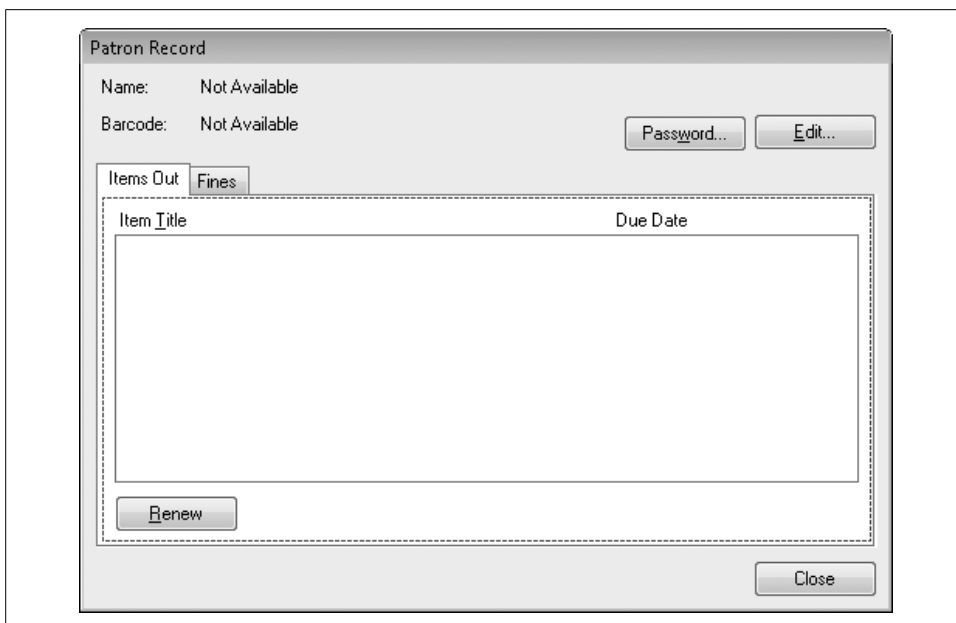 Patron Record
Name: Not Available
Barcode: Not Available
Password... Edit...
Items Out Fines
Item Title Due Date
Renew
Close